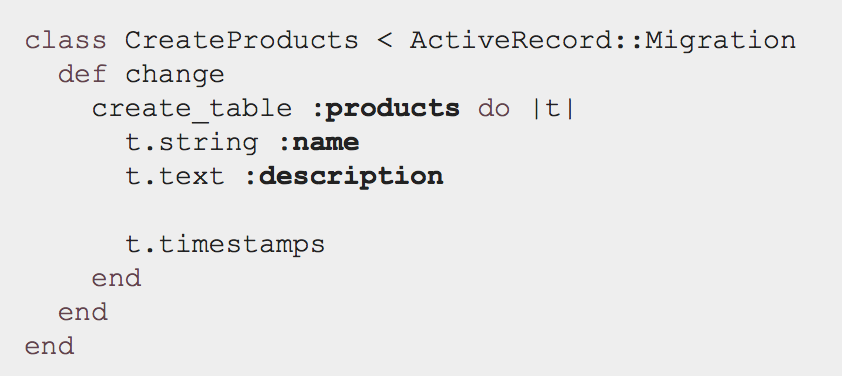 class CreateProducts < ActiveRecord::Migration
  def change
    create_table :products do |t|
      t.string :name
      t.text :description

      t.timestamps
    end
  end
end